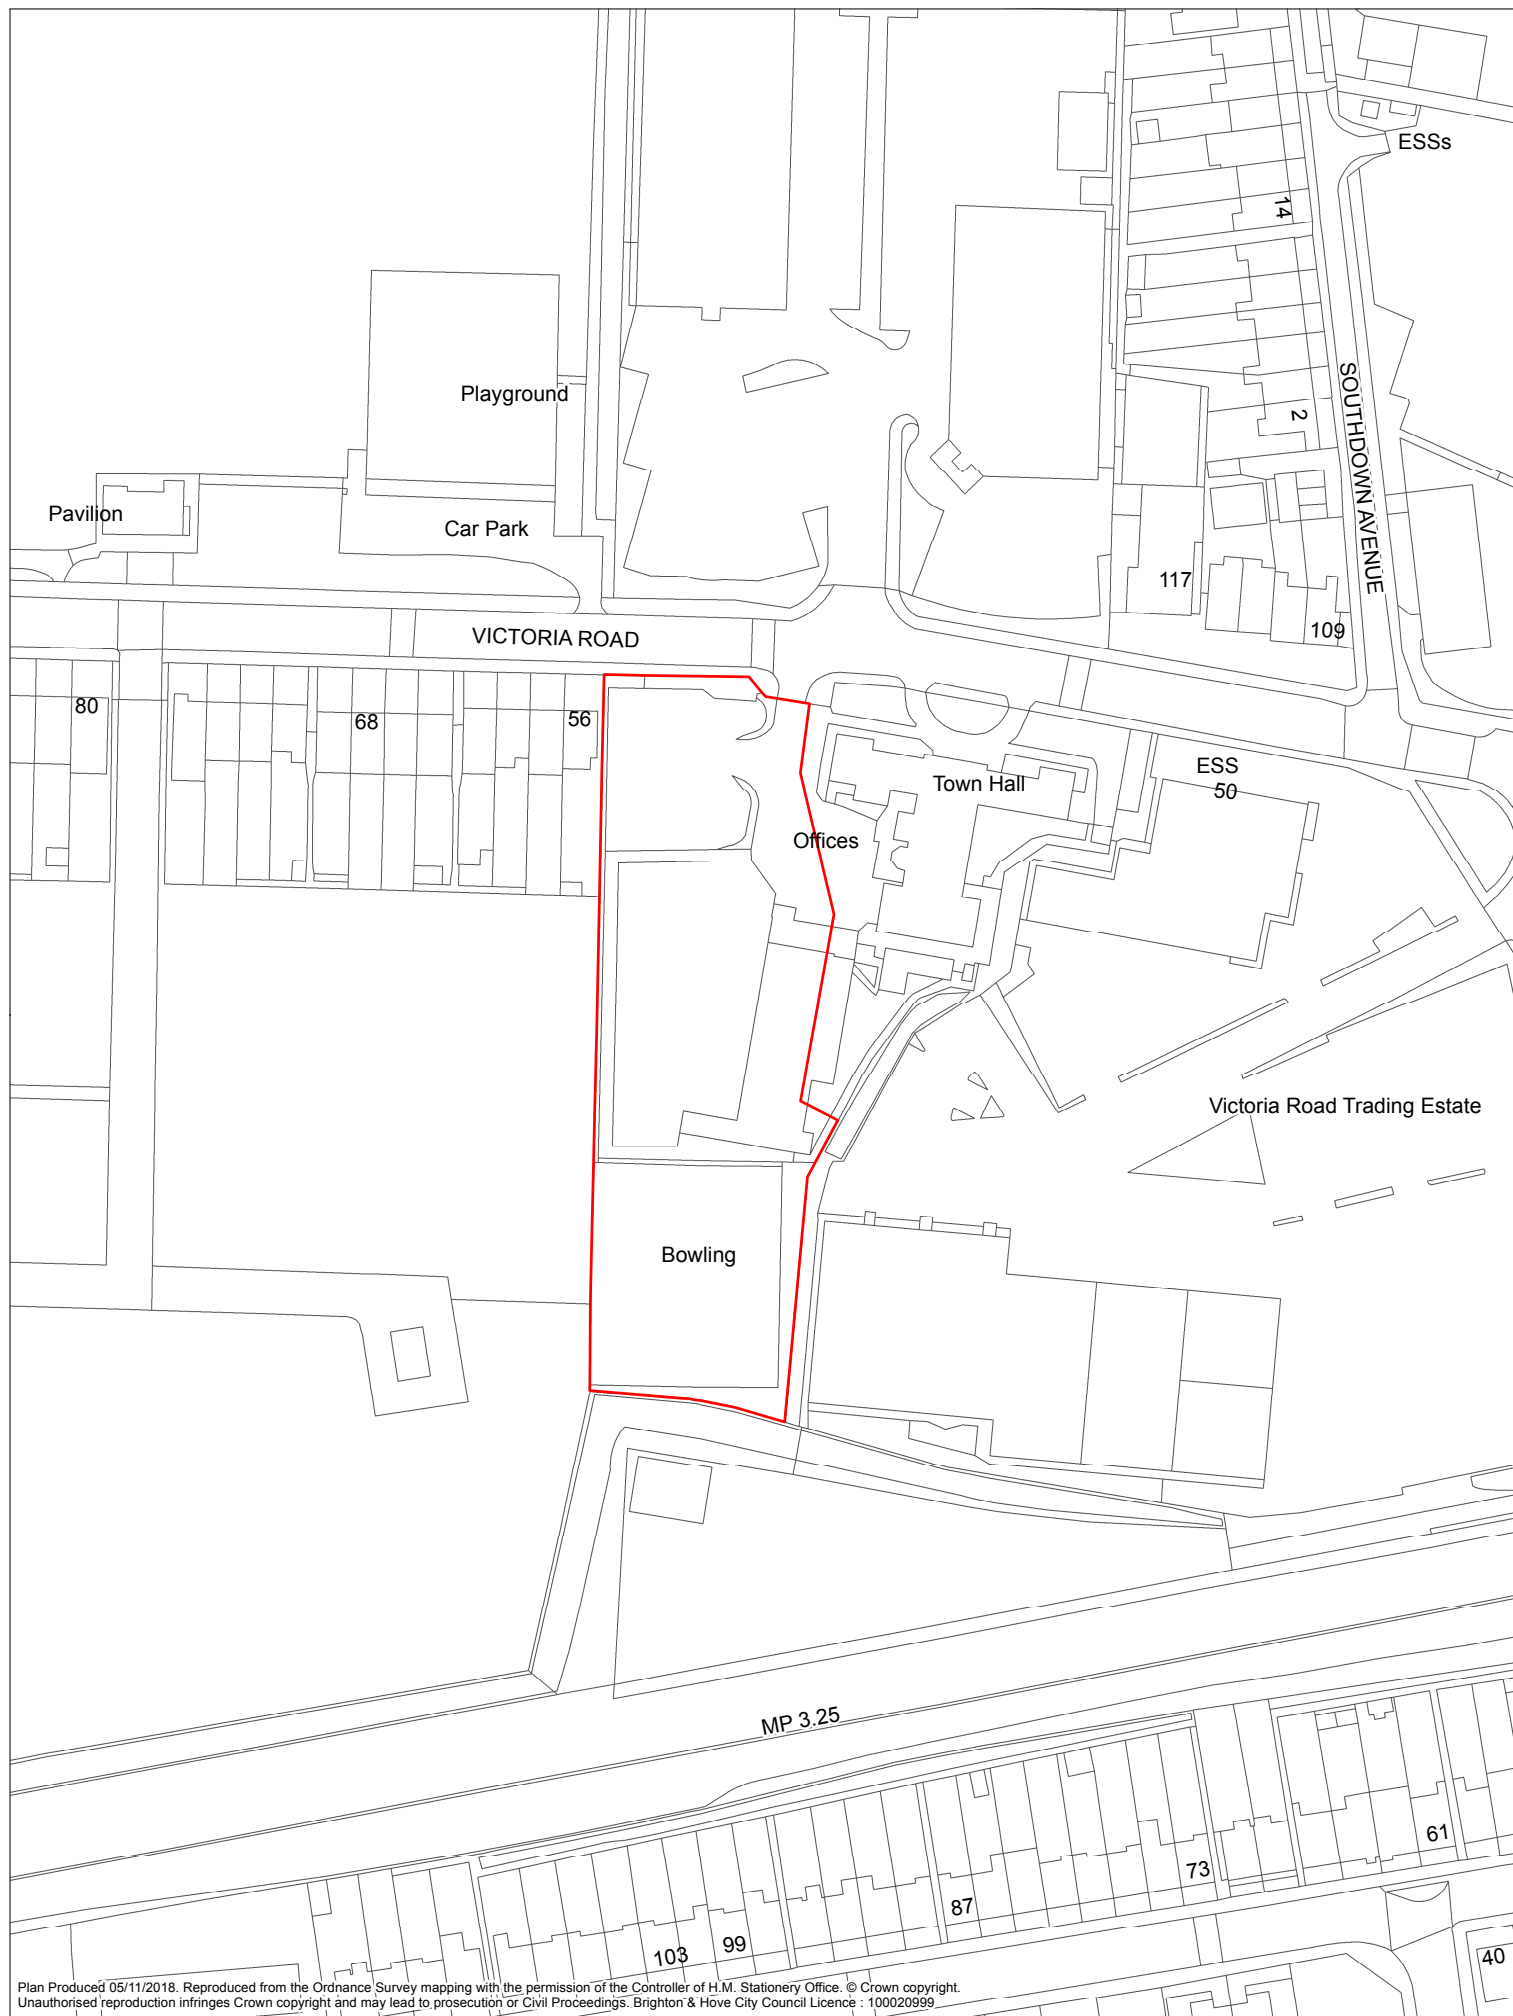 ESSs
14
SOUTHDOWN AVENUE
Playground
2
Pavilion
Car Park
117
109
VICTORIA ROAD
80
68
56
ESS
50
Town Hall
Offices
Victoria Road Trading Estate
Bowling
MP 3.25
61
73
87
99
103
40
Plan Produced 05/11/2018. Reproduced from the Ordnance Survey mapping with the permission of the Controller of H.M. Stationery Office. © Crown copyright.
Unauthorised reproduction infringes Crown copyright and may lead to prosecution or Civil Proceedings. Brighton & Hove City Council Licence : 100020999